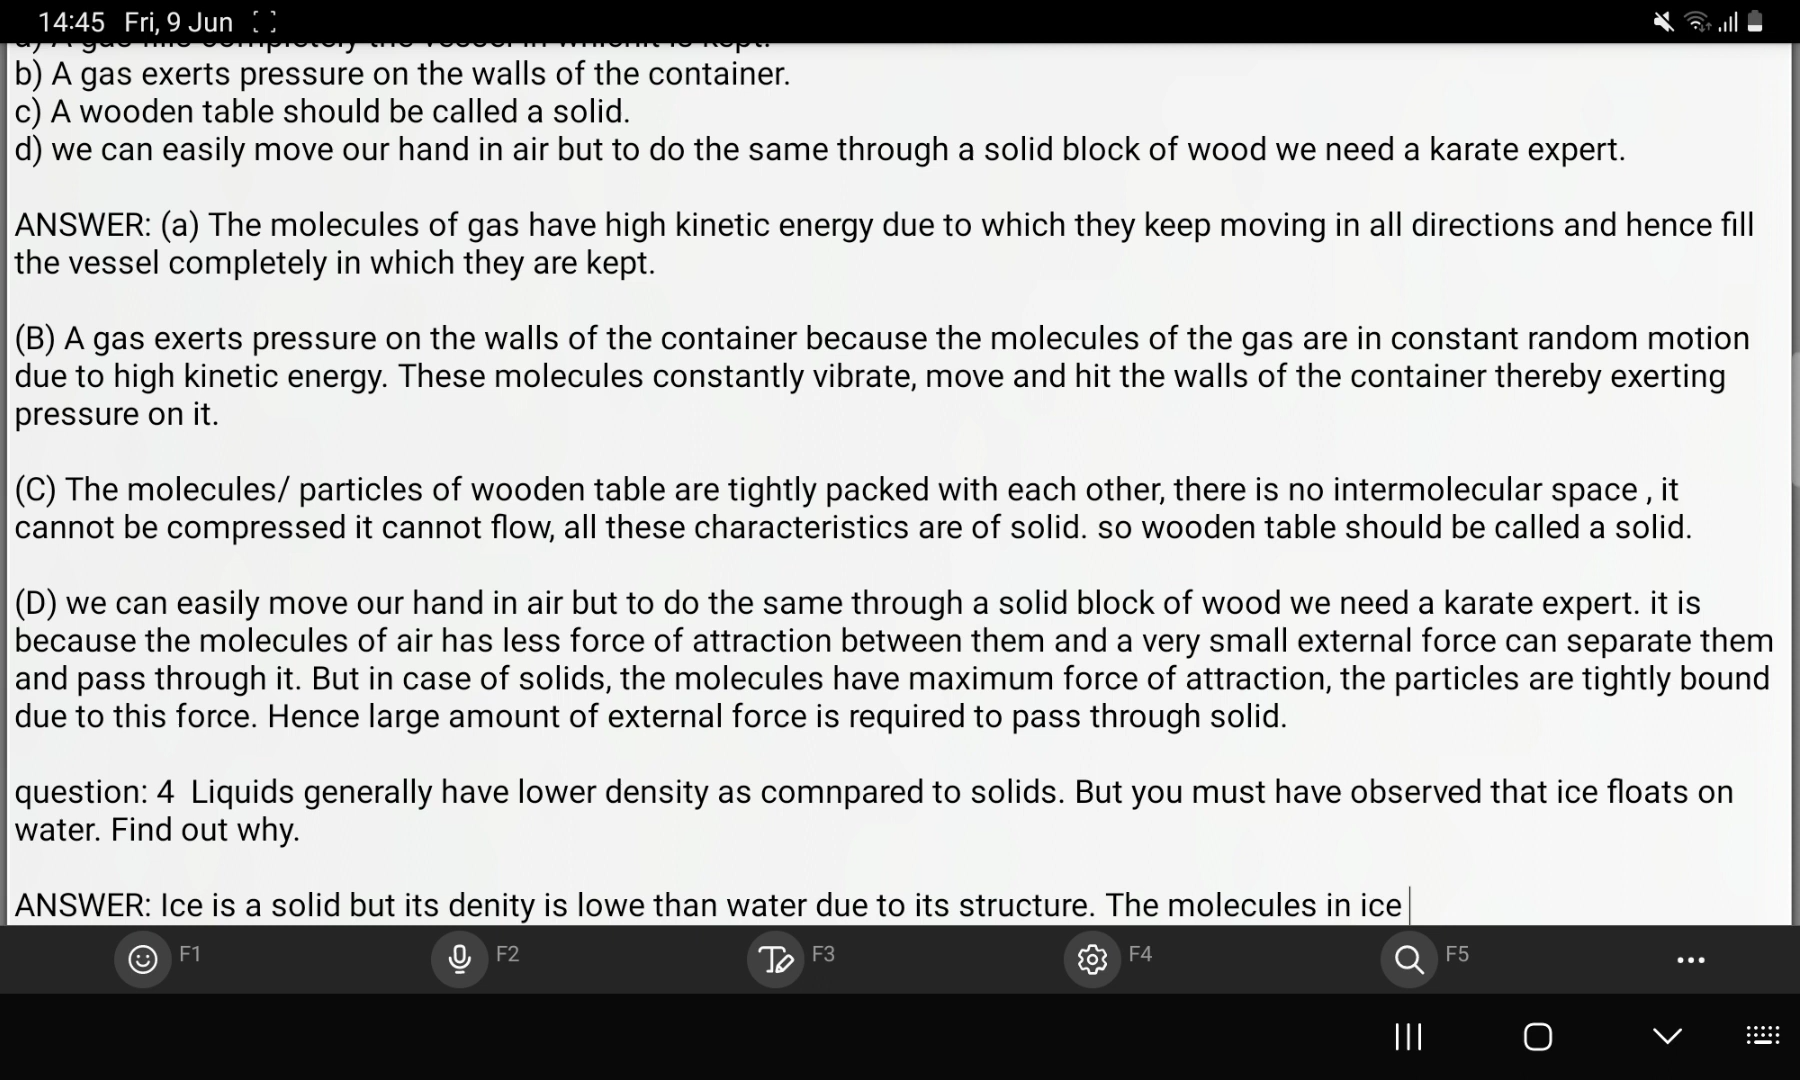 14:45 Fri, 9 Jun
a) A gas fills completely the vessel in whichit is kept.
b) A gas exerts pressure on the walls of the container.
c) A wooden table should be called a solid.
d) we can easily move our hand in air but to do the same through a solid block of wood we need a karate expert.
ANSWER: (a) The molecules of gas have high kinetic energy due to which they keep moving in all directions and hence fill
the vessel completely in which they are kept.
(B) A gas exerts pressure on the walls of the container because the molecules of the gas are in constant random motion
due to high kinetic energy. These molecules constantly vibrate, move and hit the walls of the container thereby exerting
pressure on it.
(C) The molecules/ particles of wooden table are tightly packed with each other, there is no intermolecular space , it
cannot be compressed it cannot flow, all these characteristics are of solid. so wooden table should be called a solid.
(D) we can easily move our hand in air but to do the same through a solid block of wood we need a karate expert. it is
because the molecules of air has less force of attraction between them and a very small external force can separate them
and pass through it. But in case of solids, the molecules have maximum force of attraction, the particles are tightly bound
due to this force. Hence large amount of external force is required to pass through solid.
question: 4  Liquids generally have lower density as comnpared to solids. But you must have observed that ice floats on
water. Find out why.
ANSWER: Ice is a solid but its denity is lowe than water due to its structure. The molecules in ice
F1 F2 F3 F4 F5